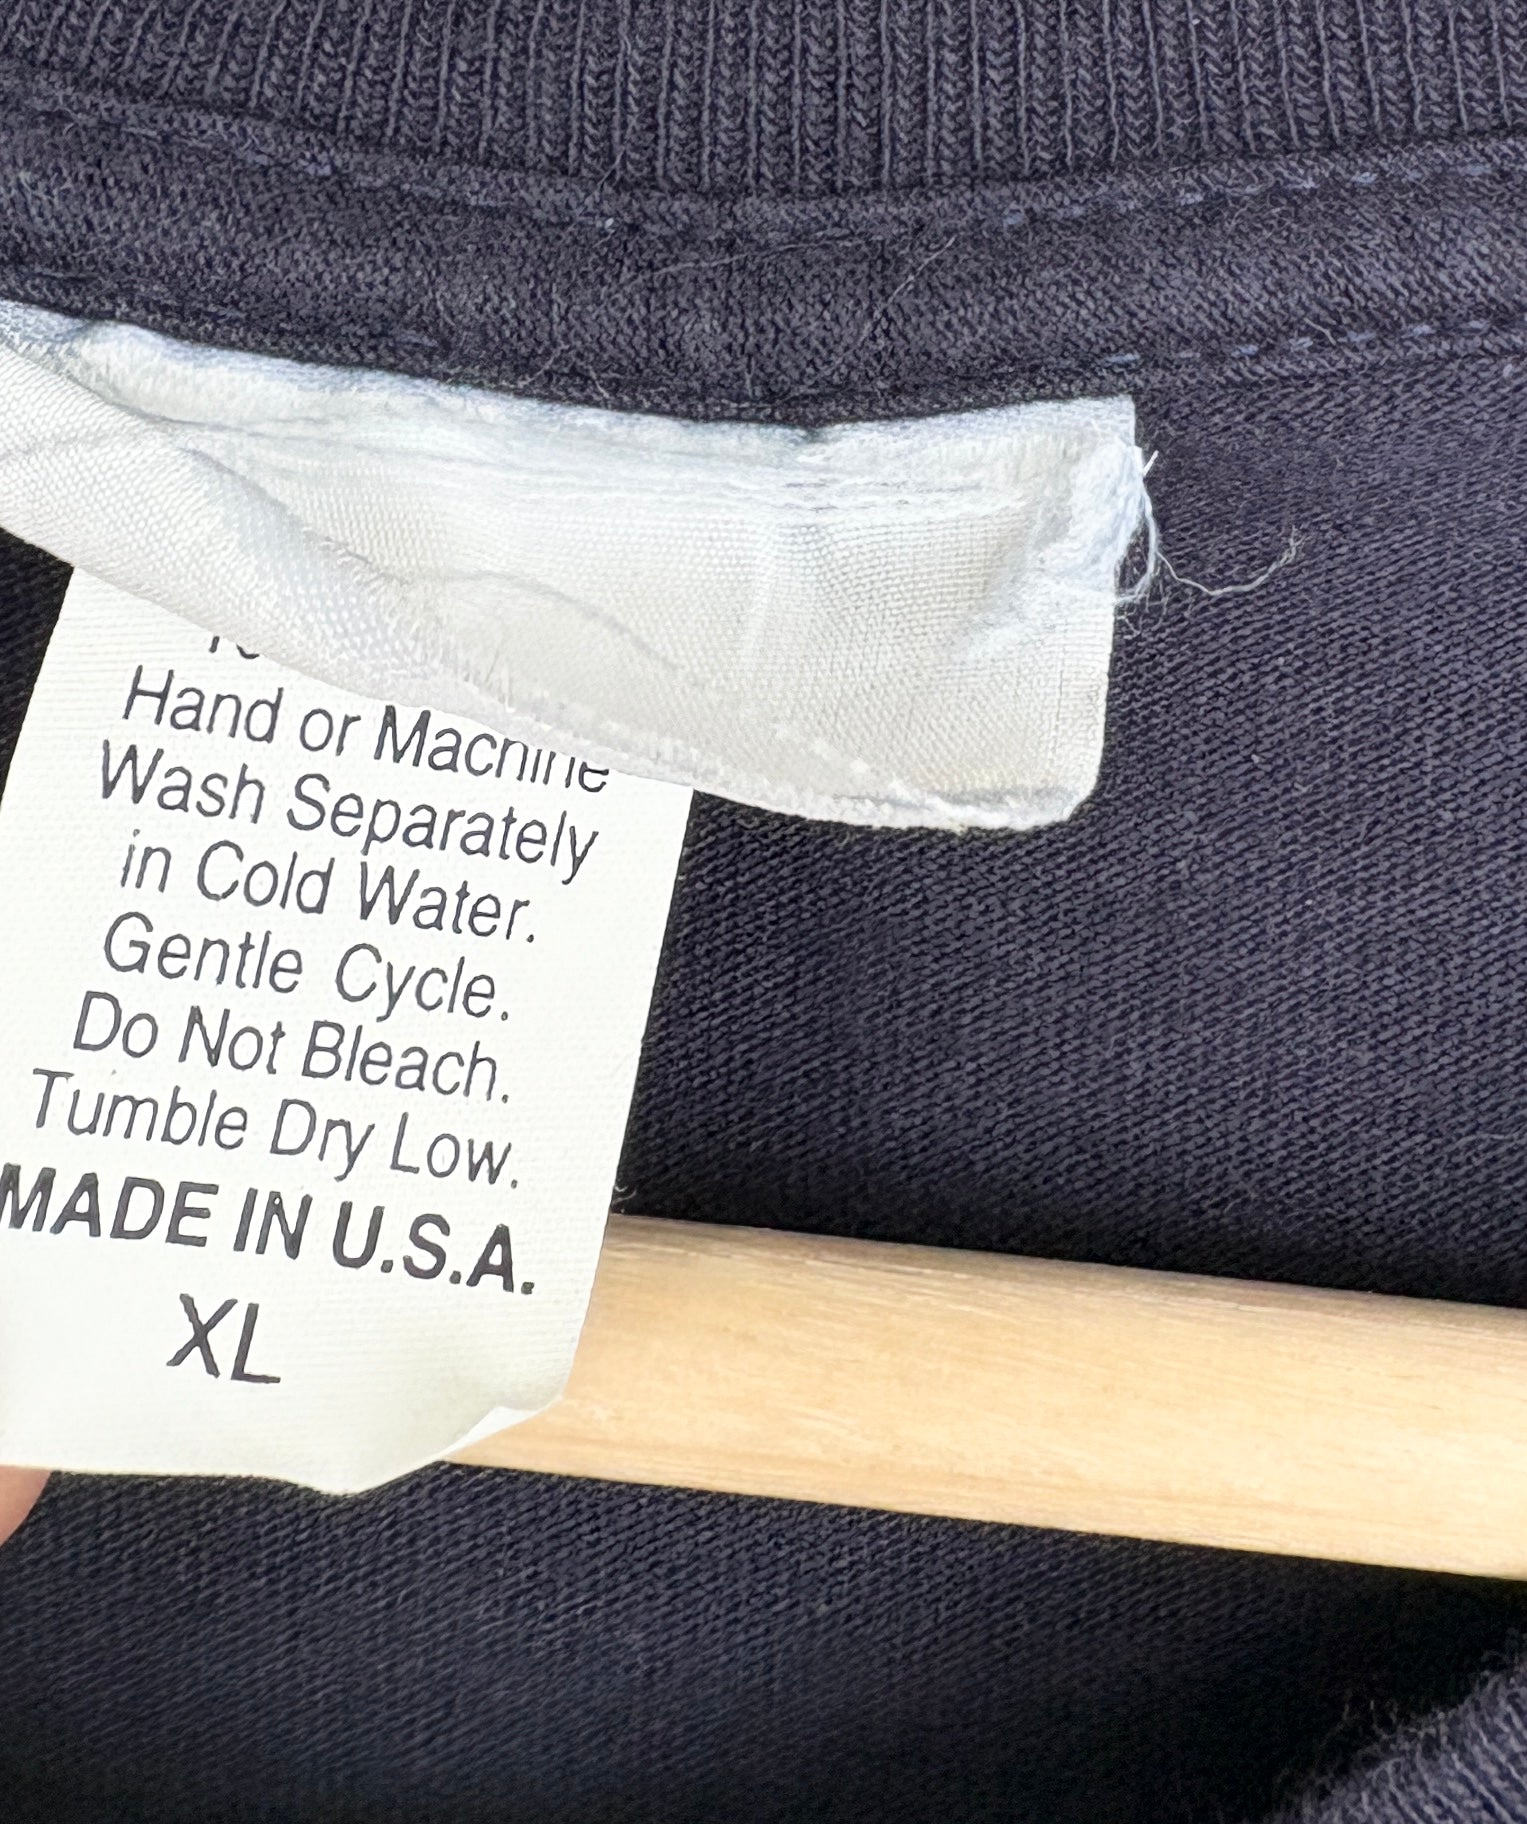 Hand or Machine
Wash Separately
in Cold Water.
Gentle Cycle.
Do Not Bleach.
Tumble Dry Low.
MADE IN U.S.A.
XL